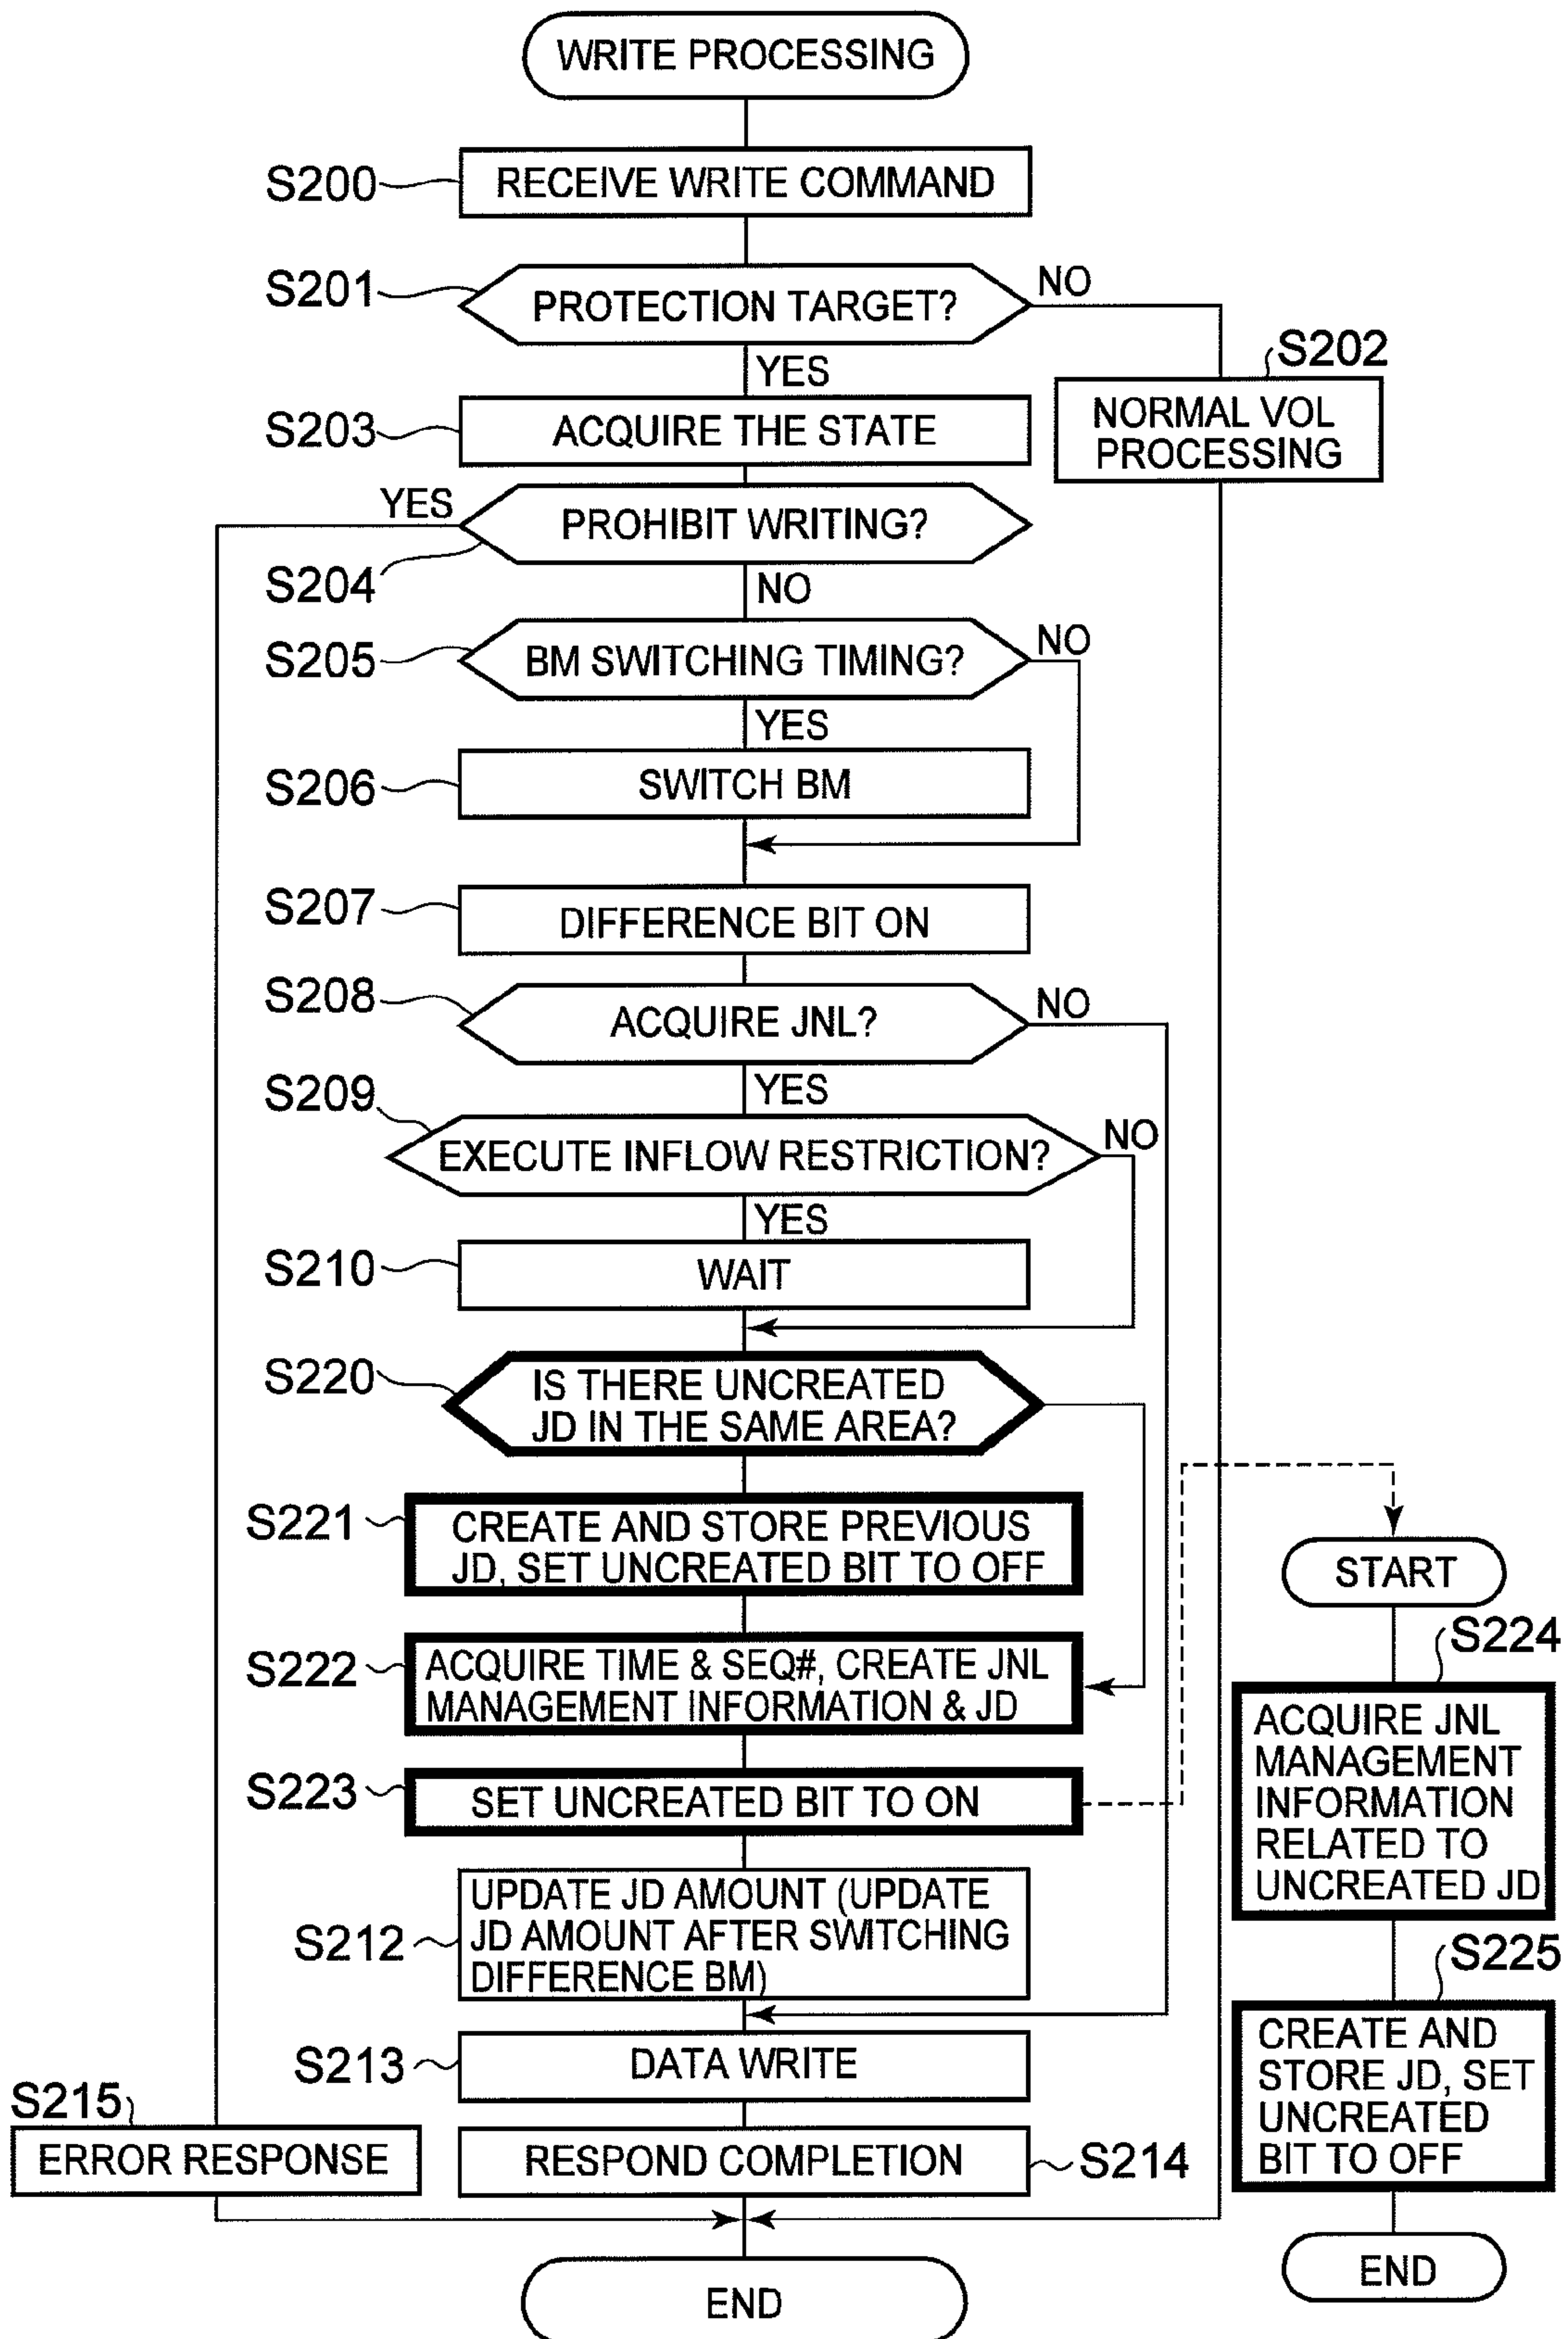 WRITE PROCESSING
S200
RECEIVE WRITE COMMAND
S201
PROTECTION TARGET?
NO
YES
S202
NORMAL VOL
PROCESSING
S203
ACQUIRE THE STATE
YES
PROHIBIT WRITING?
S204
NO
S205
BM SWITCHING TIMING?
NO
YES
S206
SWITCH BM
S207
DIFFERENCE BIT ON
S208
ACQUIRE JNL?
NO
YES
S209
EXECUTE INFLOW RESTRICTION?
NO
YES
S210
WAIT
S220
IS THERE UNCREATED
JD IN THE SAME AREA?
S221
CREATE AND STORE PREVIOUS
JD, SET UNCREATED BIT TO OFF
S222
ACQUIRE TIME & SEQ#, CREATE JNL
MANAGEMENT INFORMATION & JD
S223
SET UNCREATED BIT TO ON
S212
UPDATE JD AMOUNT (UPDATE
JD AMOUNT AFTER SWITCHING
DIFFERENCE BM)
S213
DATA WRITE
S215
ERROR RESPONSE
RESPOND COMPLETION
S214
END
START
S224
ACQUIRE JNL
MANAGEMENT
INFORMATION
RELATED TO
UNCREATED JD
S225
CREATE AND
STORE JD, SET
UNCREATED
BIT TO OFF
END